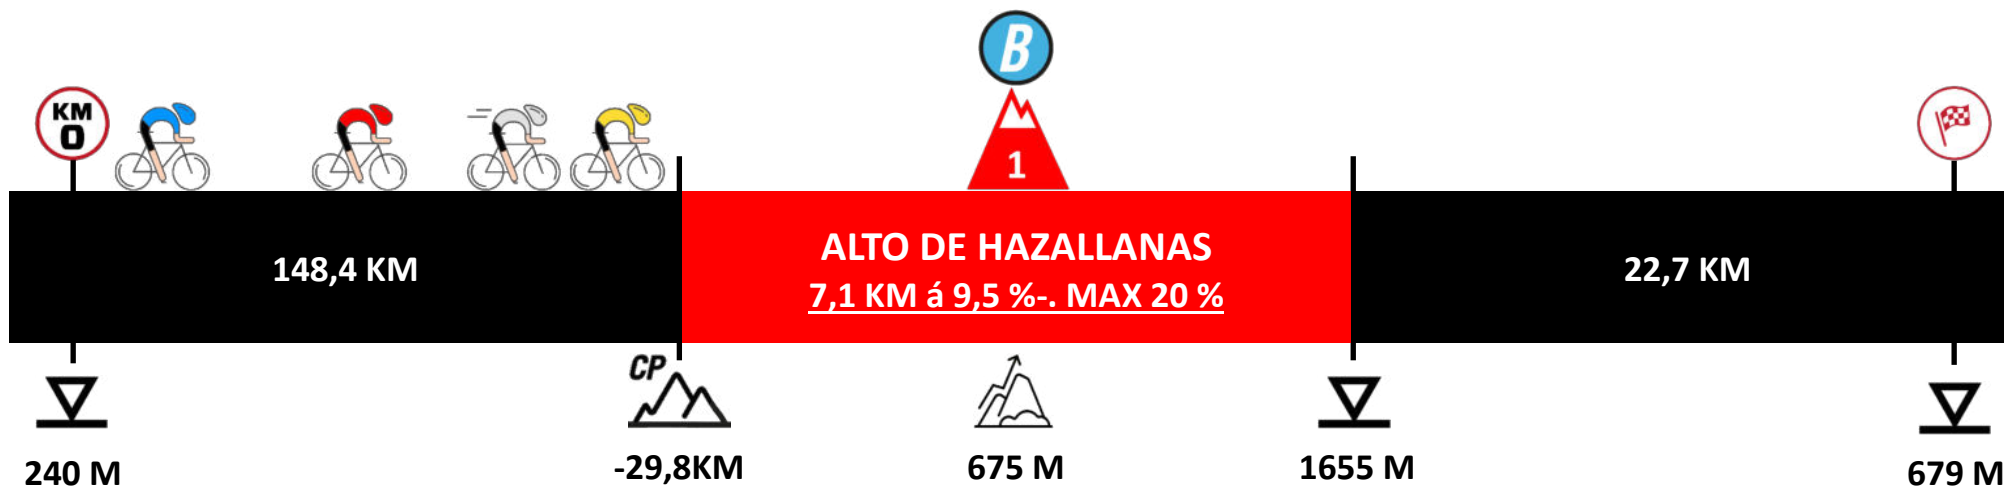 B
KM
0
1
148,4 KM
ALTO DE HAZALLANAS
7,1 KM á 9,5 %-. MAX 20 %
22,7 KM
CP
240 M
-29,8KM
675 M
1655 M
679 M